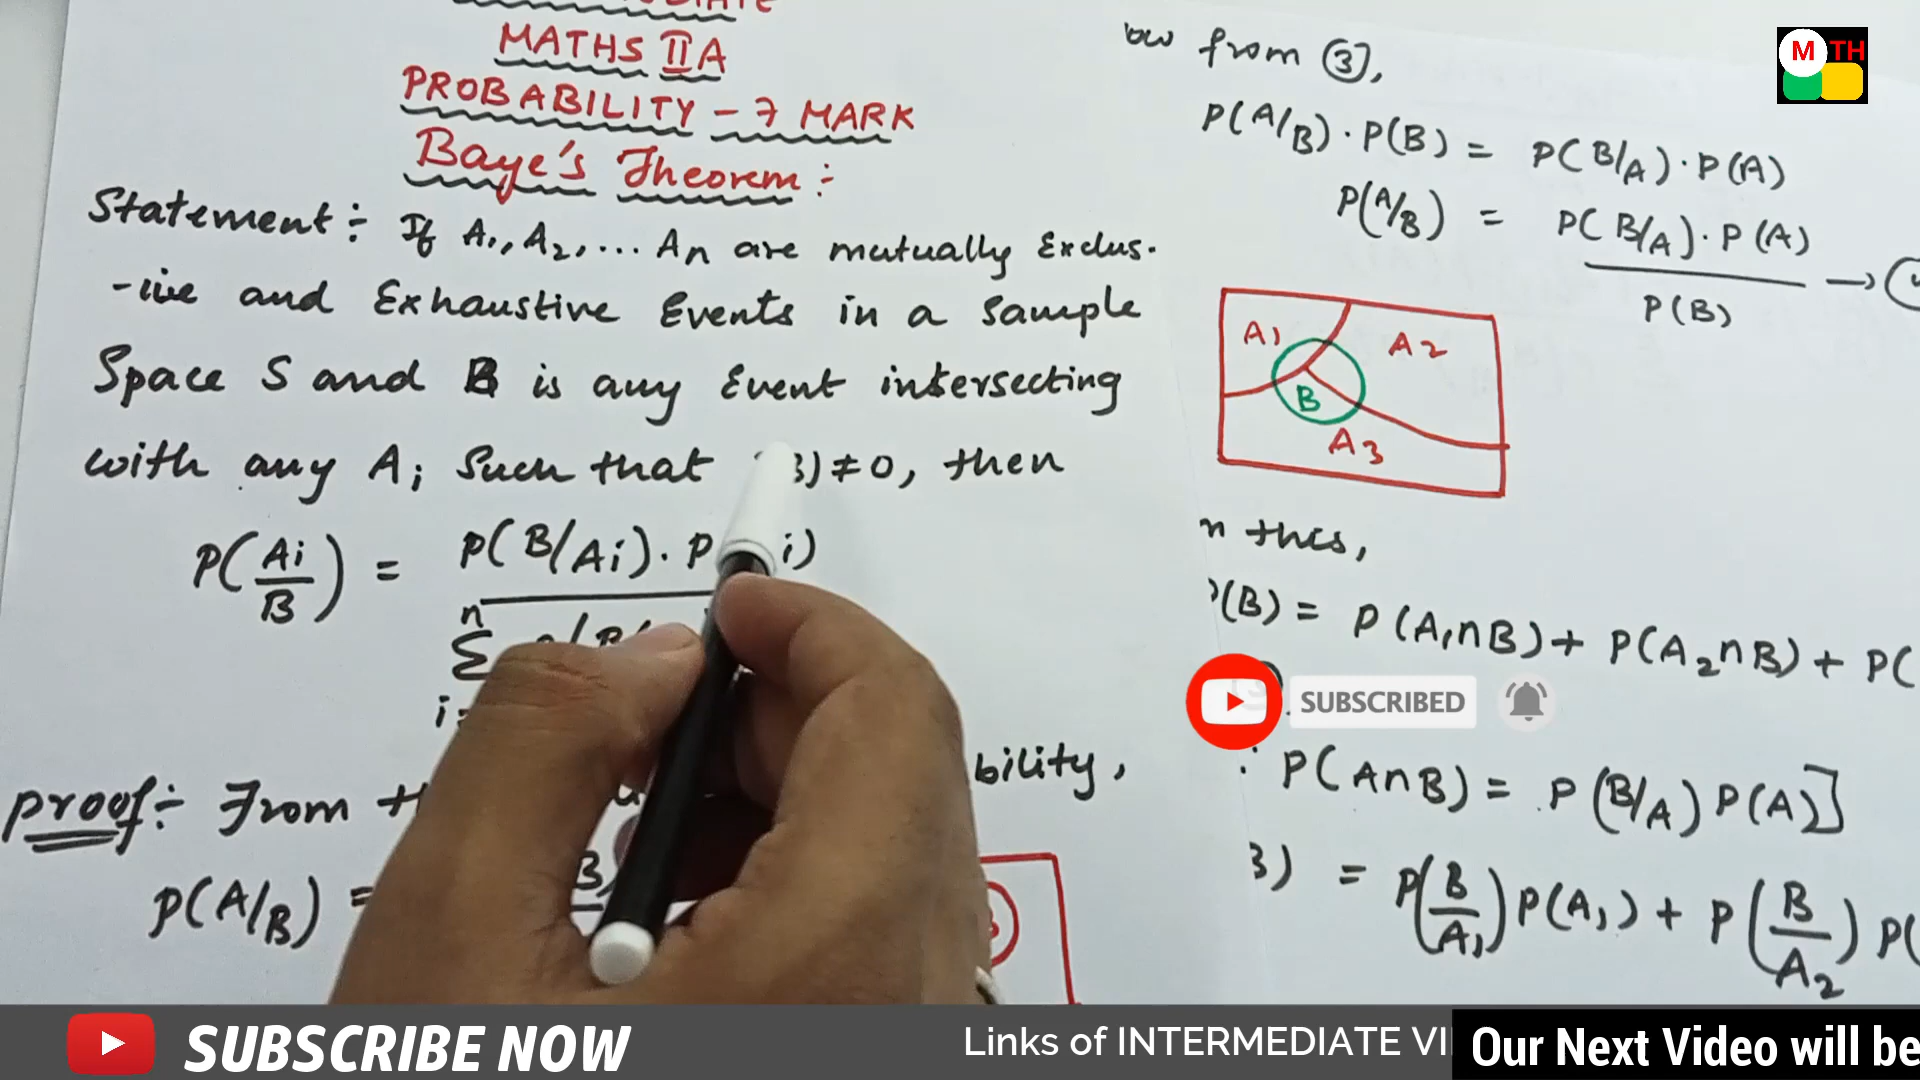 MATHS IIA
PROBABILITY - 7 MARK
Baye's Theorem :
Statement : If A₁, A₂, ... Aₙ are mutually Exclus-
-ive and Exhaustive Events in a Sample
Space S and B is any Event intersecting
with any Aᵢ Such that B) ≠ 0, then
P(Ai/B) = P(B/Ai) . P i)
n
Σ
i=
proof : From bility,
P(A/B) =
from ③,
P(A/B) . P(B) = P(B/A) . P(A)
P(A/B) = P(B/A) . P(A) / P(B) →
A₁ A₂
B
A₃
this,
P(B) = P(A₁∩B) + P(A₂∩B) + P(
P(A∩B) = P(B/A) P(A)]
B) = P(B/A₁) P(A₁) + P(B/A₂) P(
MATH
SUBSCRIBED
SUBSCRIBE NOW
Links of INTERMEDIATE VI
Our Next Video will be